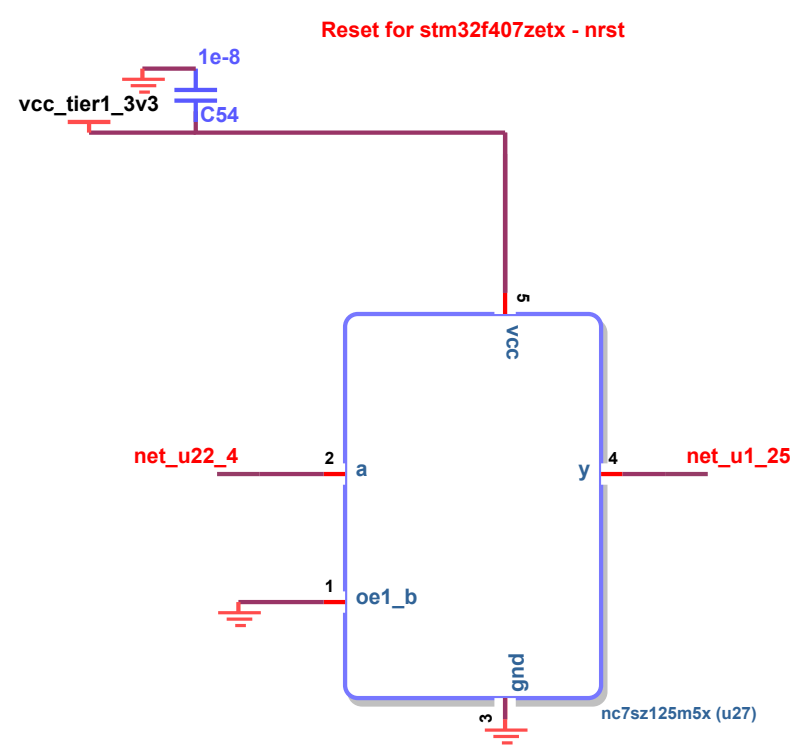 Reset for stm32f407zetx - nrst
1e-8
vcc_tier1_3v3
C54
5
vcc
net_u22_4
2
a
y
4
net_u1_25
1
oe1_b
gnd
3
nc7sz125m5x (u27)